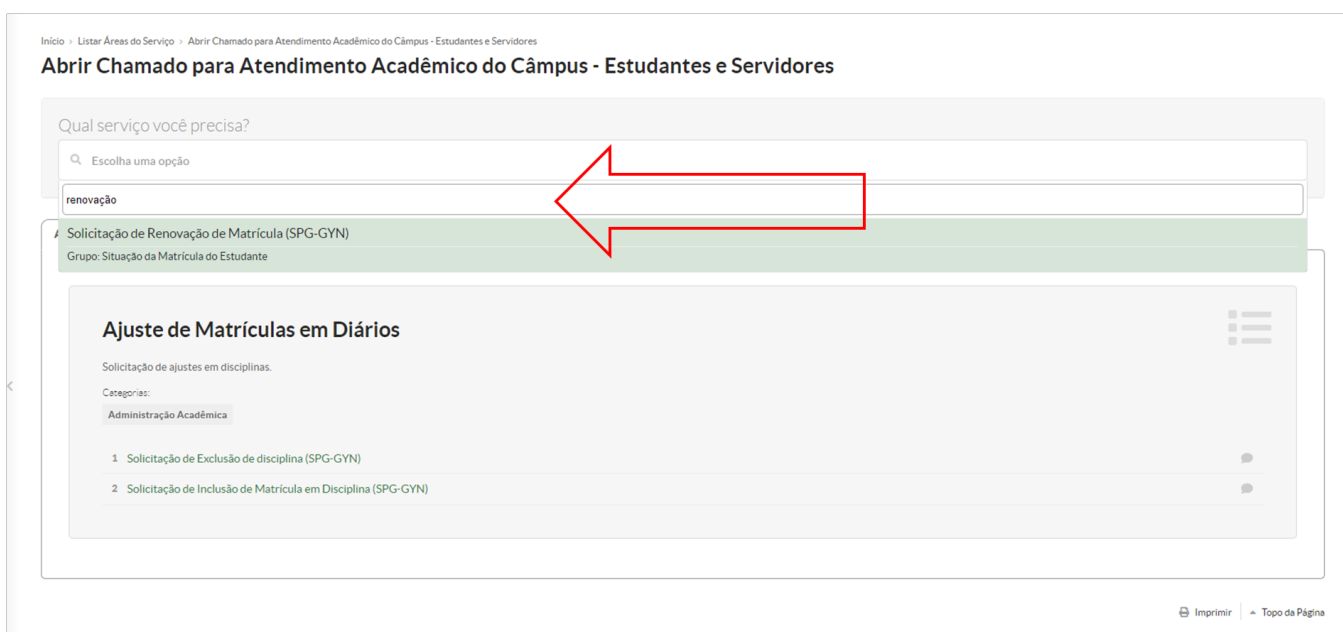 Início › Listar Áreas do Serviço › Abrir Chamado para Atendimento Acadêmico do Câmpus - Estudantes e Servidores
Abrir Chamado para Atendimento Acadêmico do Câmpus - Estudantes e Servidores
Qual serviço você precisa?
Escolha uma opção
renovação
Solicitação de Renovação de Matrícula (SPG-GYN)
Grupo: Situação da Matrícula do Estudante
Ajuste de Matrículas em Diários
Solicitação de ajustes em disciplinas.
Categorias:
Administração Acadêmica
1 Solicitação de Exclusão de disciplina (SPG-GYN)
2 Solicitação de Inclusão de Matrícula em Disciplina (SPG-GYN)
Imprimir Topo da Página